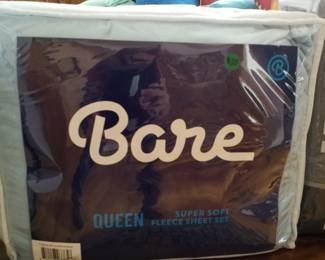 Bare
B
QUEEN
SUPER SOFT
FLEECE SHEET SET